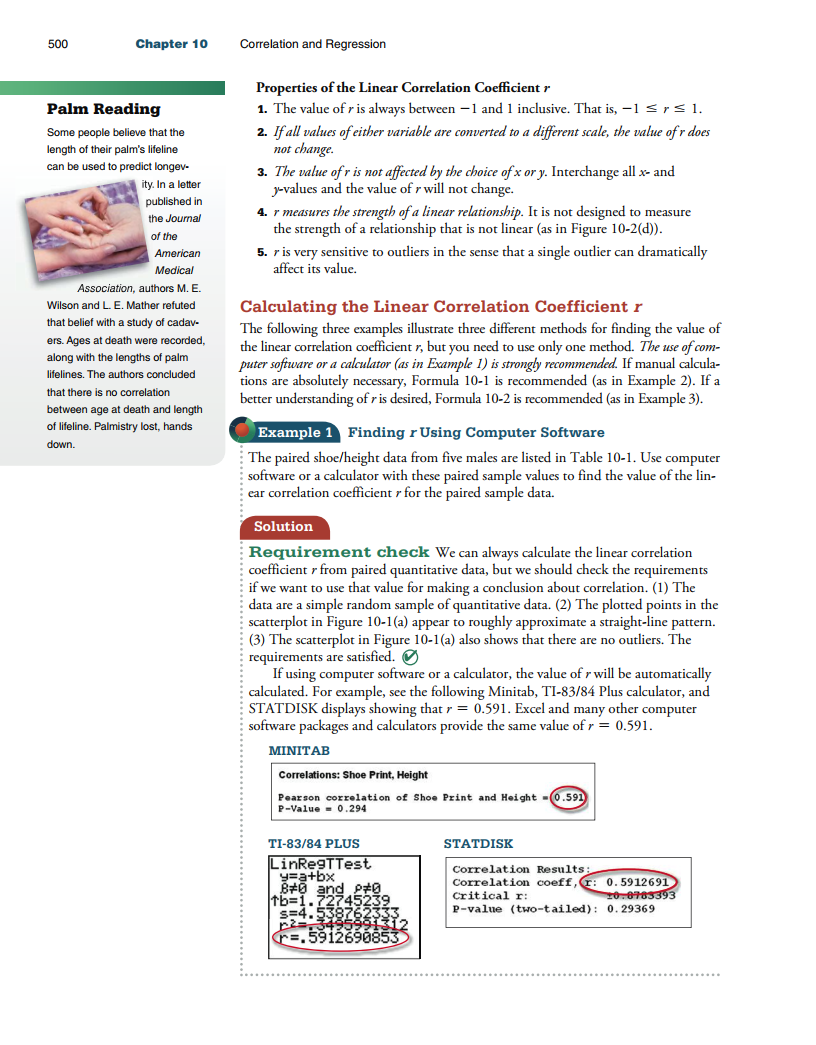 500 Chapter 10 Correlation and Regression
Palm Reading
Some people believe that the
length of their palm's lifeline
can be used to predict longev-
ity. In a letter
published in
the Journal
of the
American
Medical
Association, authors M. E.
Wilson and L. E. Mather refuted
that belief with a study of cadav-
ers. Ages at death were recorded,
along with the lengths of palm
lifelines. The authors concluded
that there is no correlation
between age at death and length
of lifeline. Palmistry lost, hands
down.
Properties of the Linear Correlation Coefficient r
1. The value of r is always between −1 and 1 inclusive. That is, −1 ≤ r ≤ 1.
2. If all values of either variable are converted to a different scale, the value of r does
not change.
3. The value of r is not affected by the choice of x or y. Interchange all x- and
y-values and the value of r will not change.
4. r measures the strength of a linear relationship. It is not designed to measure
the strength of a relationship that is not linear (as in Figure 10-2(d)).
5. r is very sensitive to outliers in the sense that a single outlier can dramatically
affect its value.
Calculating the Linear Correlation Coefficient r
The following three examples illustrate three different methods for finding the value of
the linear correlation coefficient r, but you need to use only one method. The use of com-
puter software or a calculator (as in Example 1) is strongly recommended. If manual calcula-
tions are absolutely necessary, Formula 10-1 is recommended (as in Example 2). If a
better understanding of r is desired, Formula 10-2 is recommended (as in Example 3).
Example 1 Finding r Using Computer Software
The paired shoe/height data from five males are listed in Table 10-1. Use computer
software or a calculator with these paired sample values to find the value of the lin-
ear correlation coefficient r for the paired sample data.
Solution
Requirement check We can always calculate the linear correlation
coefficient r from paired quantitative data, but we should check the requirements
if we want to use that value for making a conclusion about correlation. (1) The
data are a simple random sample of quantitative data. (2) The plotted points in the
scatterplot in Figure 10-1(a) appear to roughly approximate a straight-line pattern.
(3) The scatterplot in Figure 10-1(a) also shows that there are no outliers. The
requirements are satisfied.
If using computer software or a calculator, the value of r will be automatically
calculated. For example, see the following Minitab, TI-83/84 Plus calculator, and
STATDISK displays showing that r = 0.591. Excel and many other computer
software packages and calculators provide the same value of r = 0.591.
MINITAB
Correlations: Shoe Print, Height
Pearson correlation of Shoe Print and Height = 0.591
P-Value = 0.294
TI-83/84 PLUS
LinRegTTest
y=a+bx
β≠0 and ρ≠0
↑b=1.72745239
s=4.538762333
r²=.3495991312
r=.5912690853
STATDISK
Correlation Results:
Correlation coeff, r: 0.5912691
Critical r: ±0.8783393
P-value (two-tailed): 0.29369